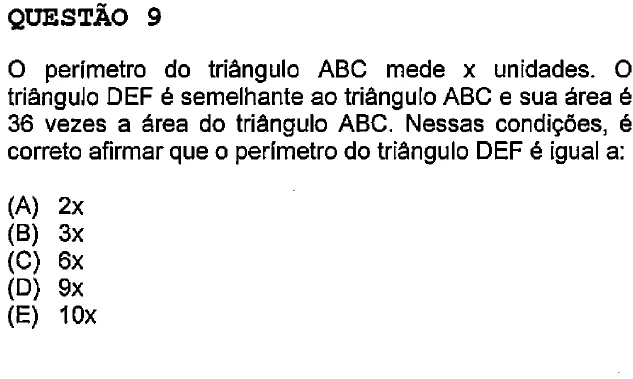 QUESTÃO 9
O perímetro do triângulo ABC mede x unidades. O
triângulo DEF é semelhante ao triângulo ABC e sua área é
36 vezes a área do triângulo ABC. Nessas condições, é
correto afirmar que o perímetro do triângulo DEF é igual a:
(A) 2x
(B) 3x
(C) 6x
(D) 9x
(E) 10x